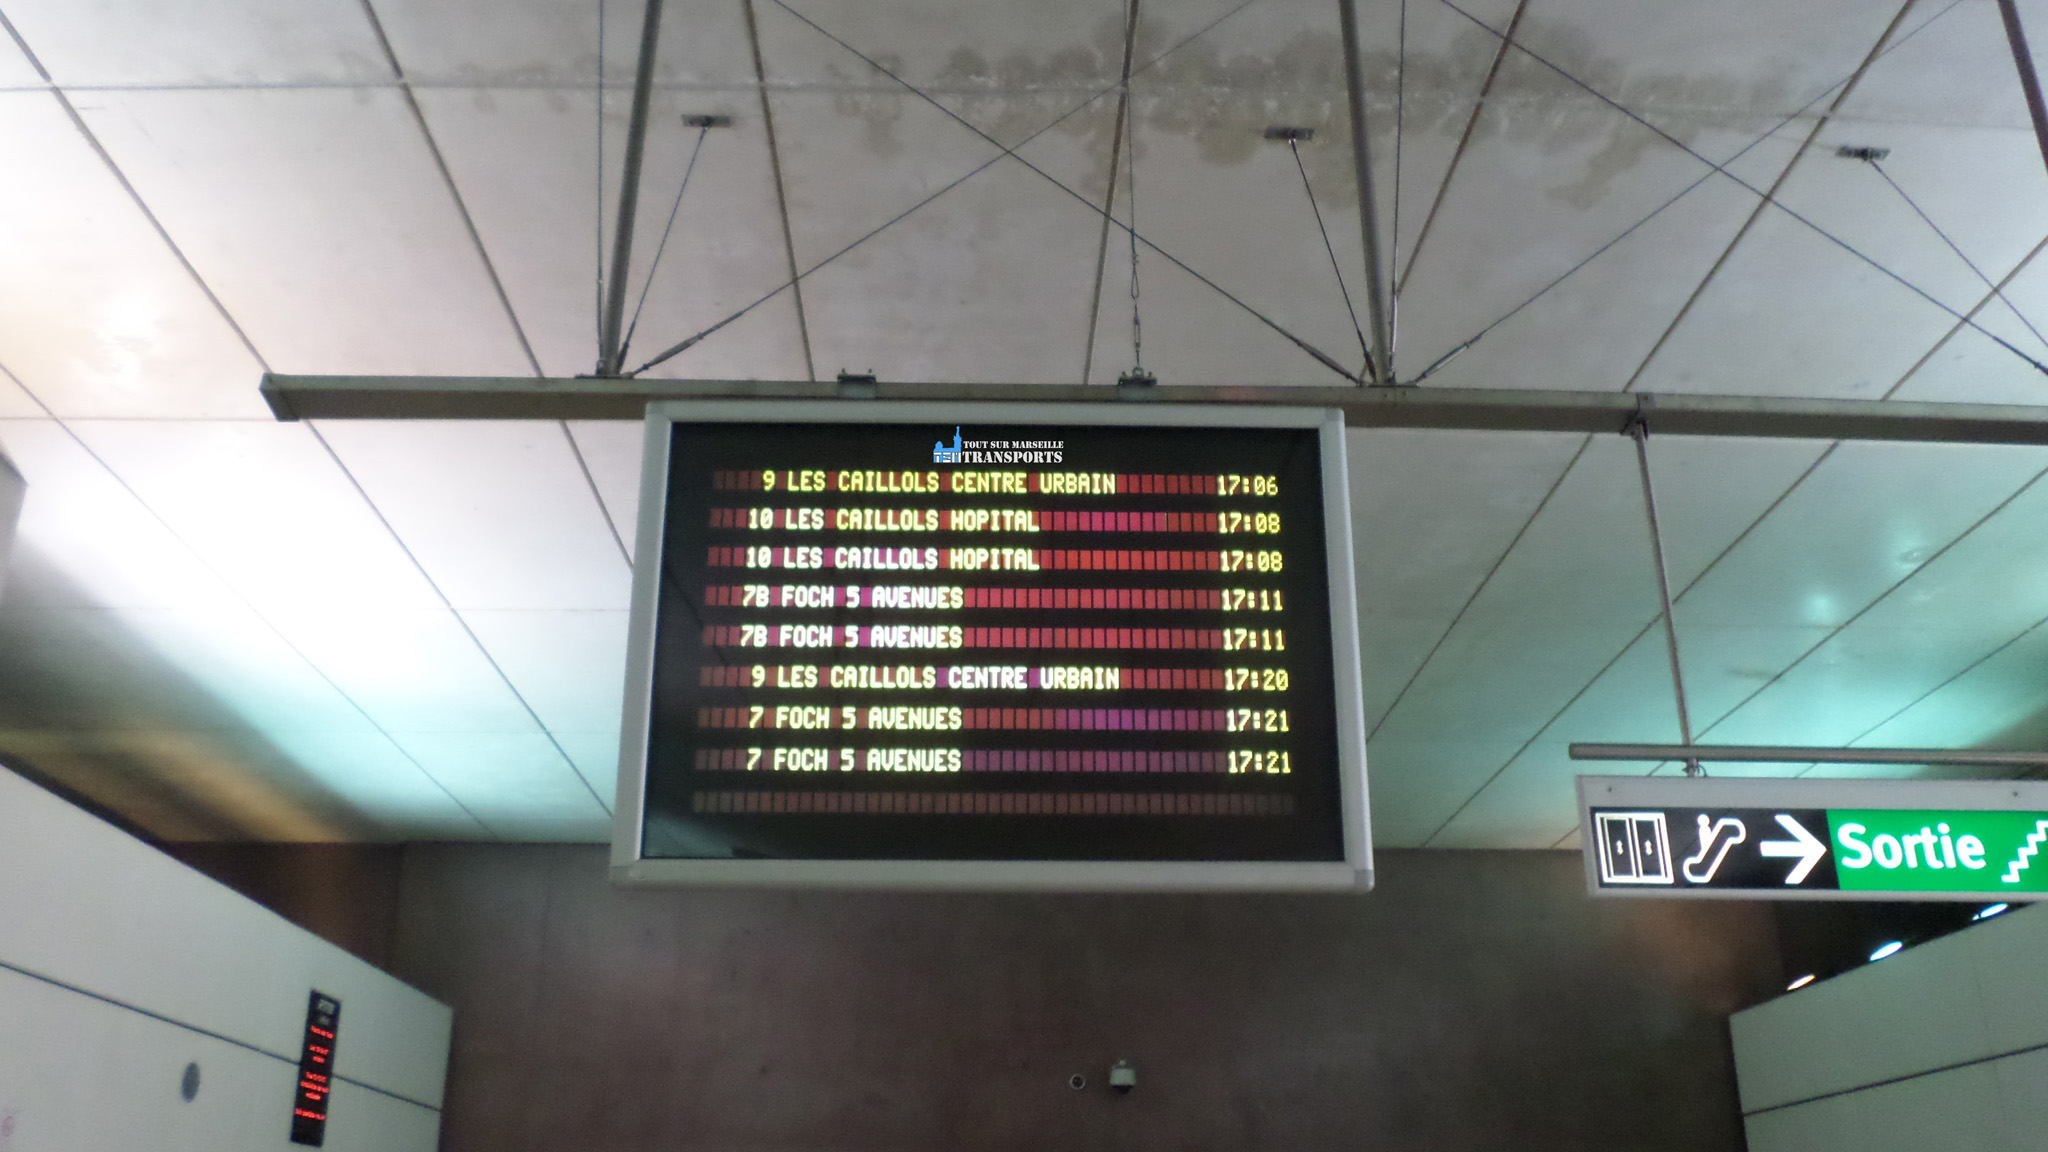 TOUT SUR MARSEILLE
TRANSPORTS
9 LES CAILLOLS CENTRE URBAIN 17:06
10 LES CAILLOLS HOPITAL 17:08
10 LES CAILLOLS HOPITAL 17:08
7B FOCH 5 AVENUES 17:11
7B FOCH 5 AVENUES 17:11
9 LES CAILLOLS CENTRE URBAIN 17:20
7 FOCH 5 AVENUES 17:21
7 FOCH 5 AVENUES 17:21
Sortie